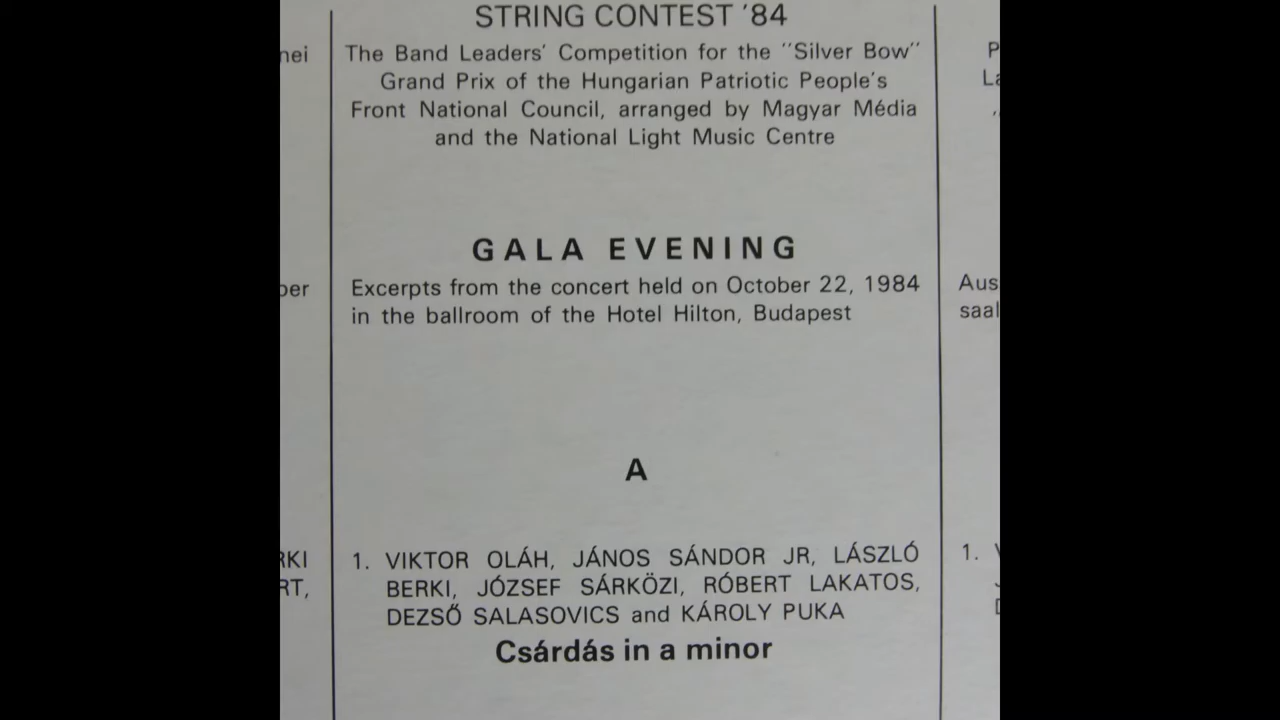 STRING CONTEST '84
The Band Leaders' Competition for the "Silver Bow"
Grand Prix of the Hungarian Patriotic People's
Front National Council, arranged by Magyar Média
and the National Light Music Centre
GALA EVENING
Excerpts from the concert held on October 22, 1984
in the ballroom of the Hotel Hilton, Budapest
A
1. VIKTOR OLÁH, JÁNOS SÁNDOR JR, LÁSZLÓ
BERKI, JÓZSEF SÁRKÖZI, RÓBERT LAKATOS,
DEZSŐ SALASOVICS and KÁROLY PUKA
Csárdás in a minor
Aus
saal
1.